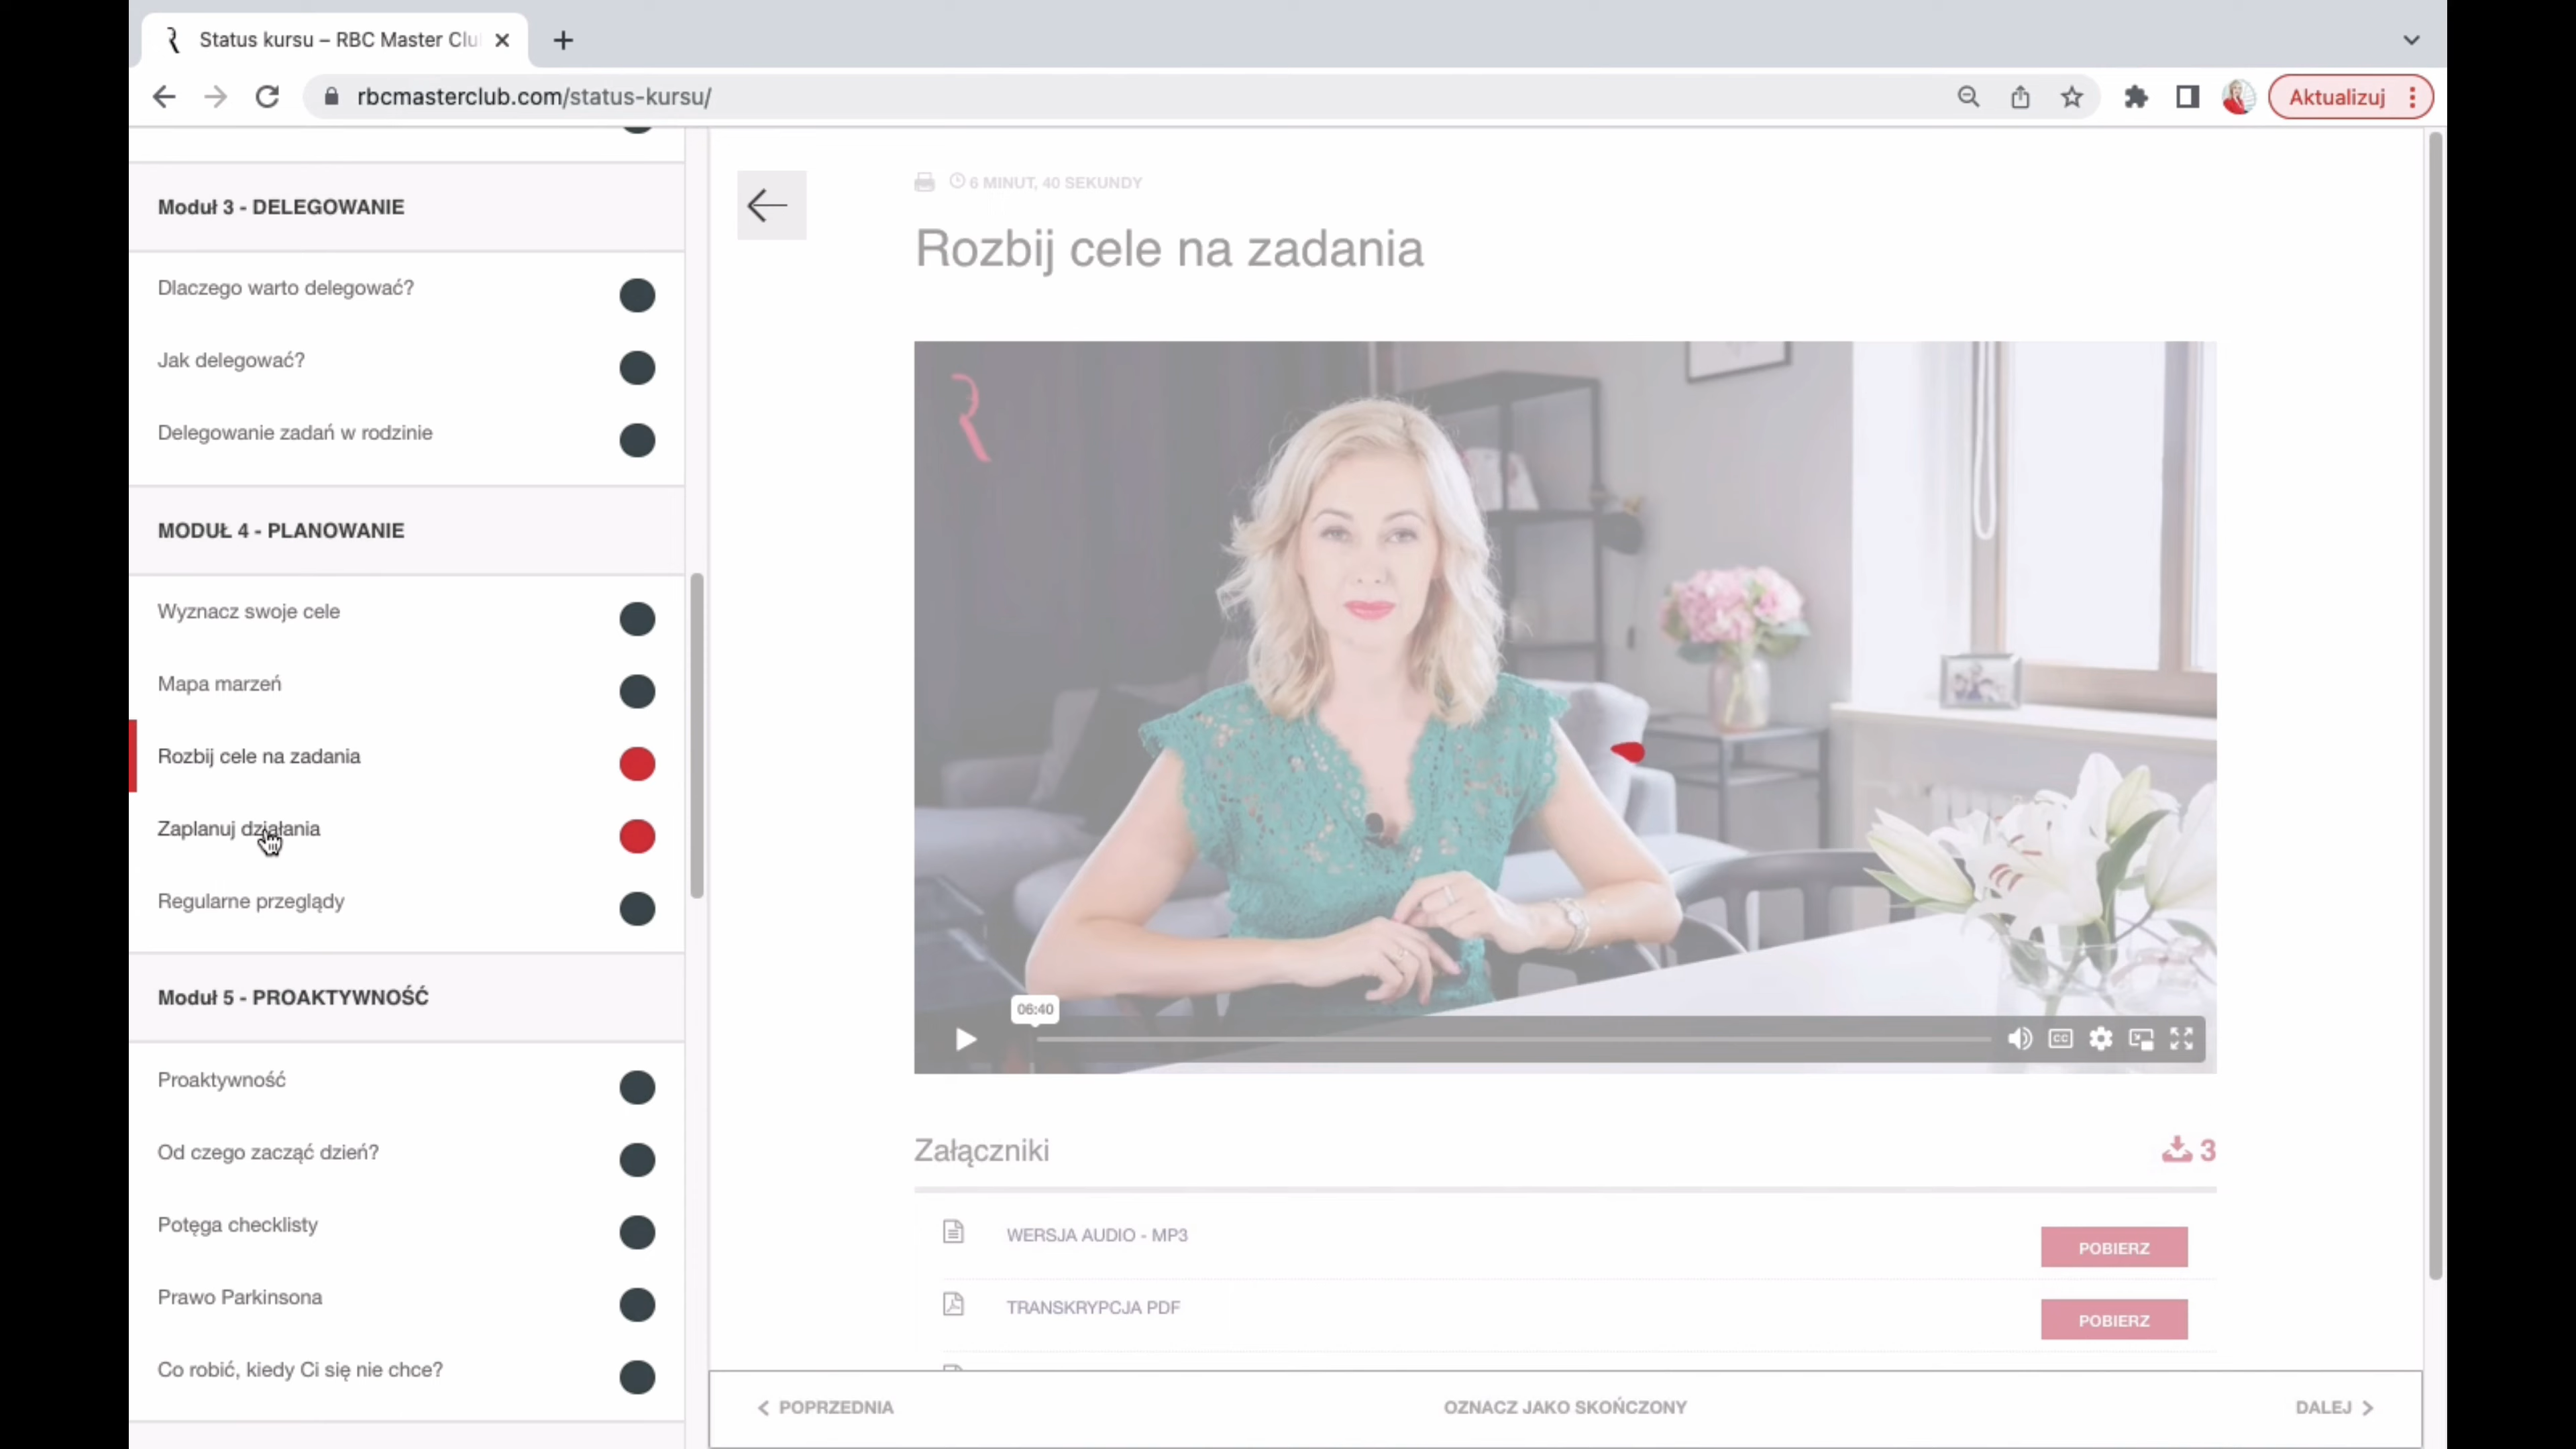 Status kursu – RBC Master Clu
rbcmasterclub.com/status-kursu/
Aktualizuj
Moduł 3 - DELEGOWANIE
Dlaczego warto delegować?
Jak delegować?
Delegowanie zadań w rodzinie
MODUŁ 4 - PLANOWANIE
Wyznacz swoje cele
Mapa marzeń
Rozbij cele na zadania
Zaplanuj działania
Regularne przeglądy
Moduł 5 - PROAKTYWNOŚĆ
Proaktywność
Od czego zacząć dzień?
Potęga checklisty
Prawo Parkinsona
Co robić, kiedy Ci się nie chce?
6 MINUT, 40 SEKUNDY
Rozbij cele na zadania
R
06:40
CC
Załączniki
3
WERSJA AUDIO - MP3
POBIERZ
TRANSKRYPCJA PDF
POBIERZ
POPRZEDNIA
OZNACZ JAKO SKOŃCZONY
DALEJ